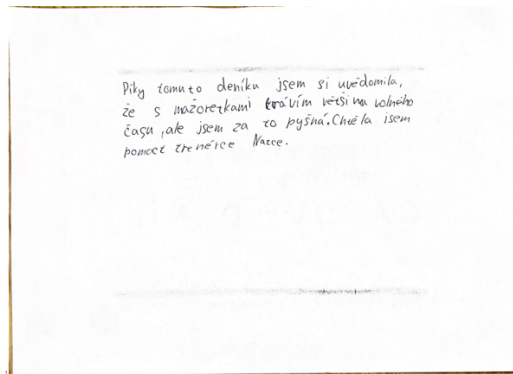 Díky tomuto deníku jsem si uvědomila,
že s mažoretkami trávím většinu volného
času, ale jsem za to pyšná. Chtěla jsem
pomoct trenérce